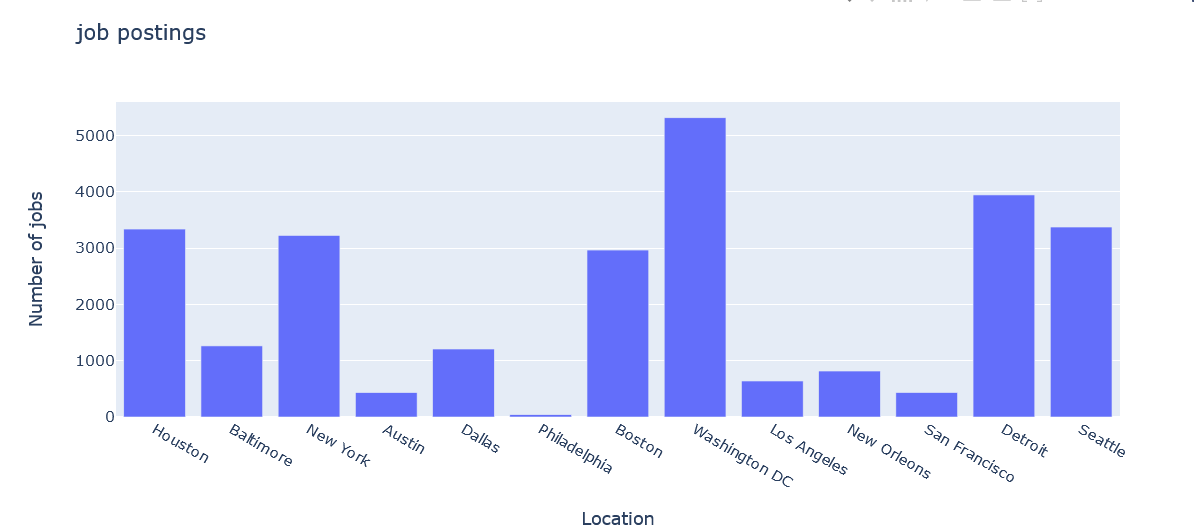 job postings
Number of jobs
5000
4000
3000
2000
1000
0
Houston
Baltimore
New York
Austin
Dallas
Philadelphia
Boston
Washington DC
Los Angeles
New Orleons
San Francisco
Detroit
Seattle
Location